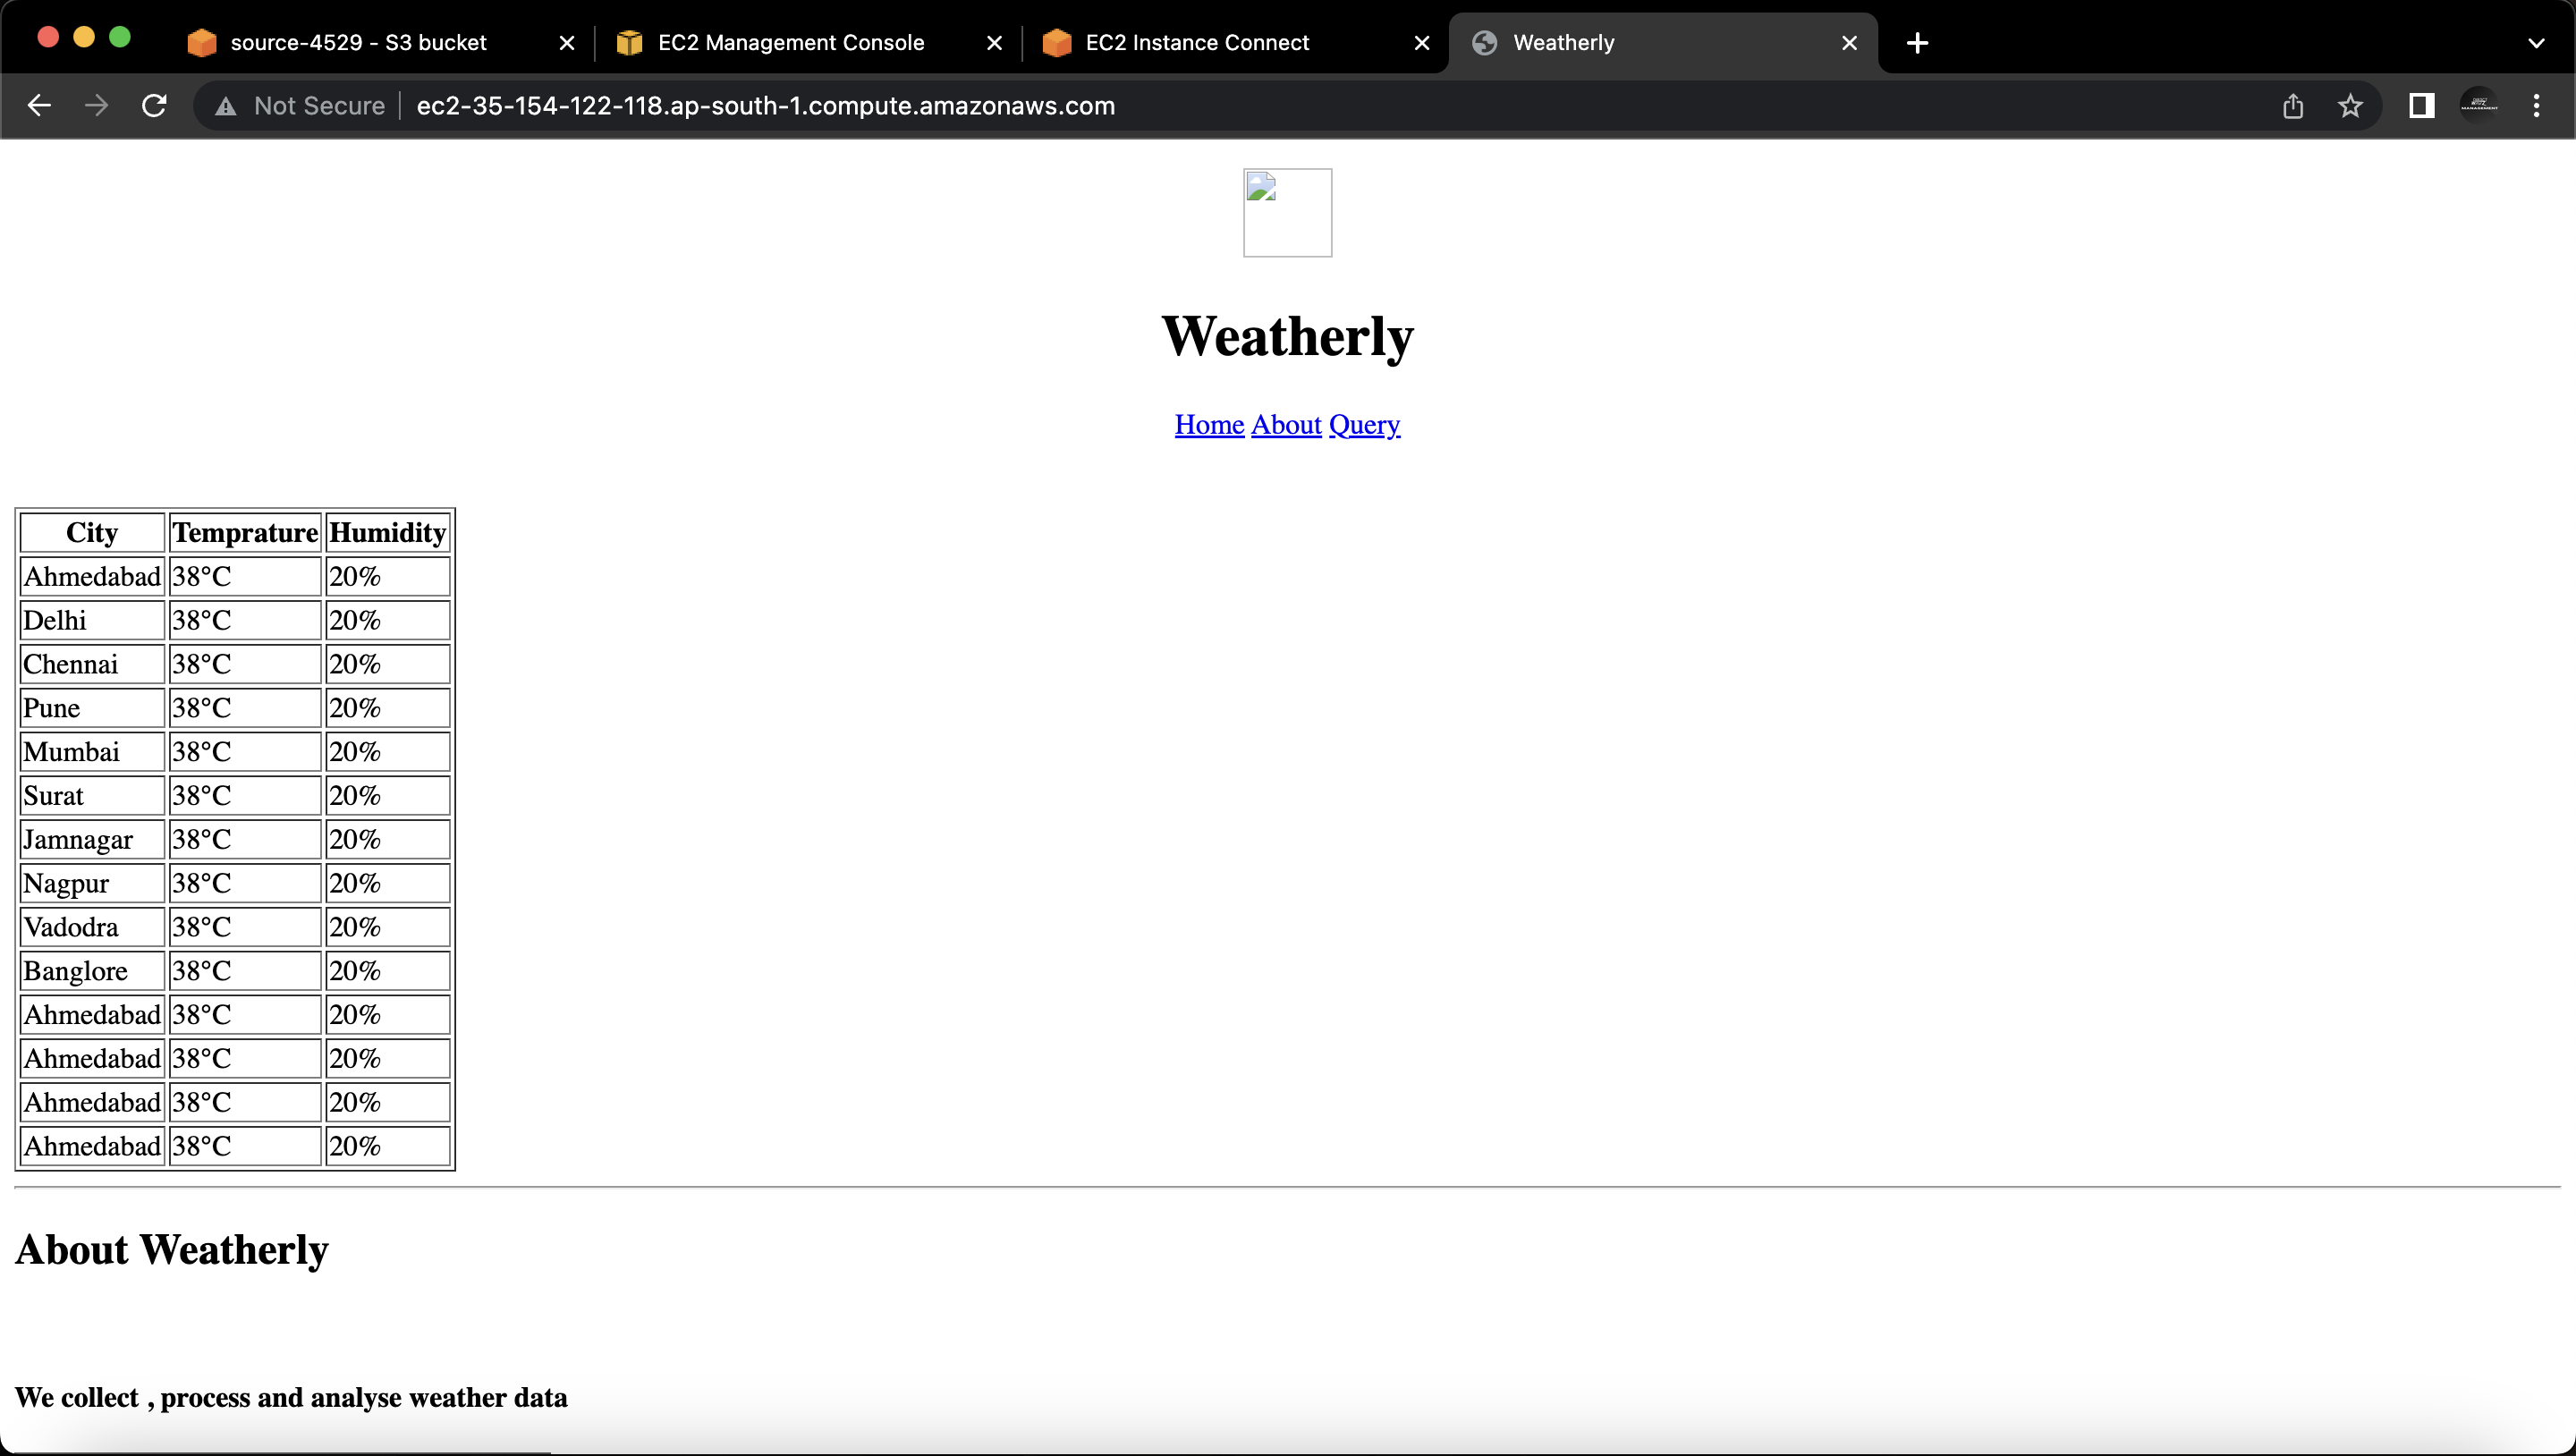 source-4529 - S3 bucket EC2 Management Console EC2 Instance Connect Weatherly
Not Secure ec2-35-154-122-118.ap-south-1.compute.amazonaws.com
Weatherly
Home About Query
City Temprature Humidity
Ahmedabad 38°C 20%
Delhi 38°C 20%
Chennai 38°C 20%
Pune 38°C 20%
Mumbai 38°C 20%
Surat 38°C 20%
Jamnagar 38°C 20%
Nagpur 38°C 20%
Vadodra 38°C 20%
Banglore 38°C 20%
Ahmedabad 38°C 20%
Ahmedabad 38°C 20%
Ahmedabad 38°C 20%
Ahmedabad 38°C 20%
About Weatherly
We collect , process and analyse weather data